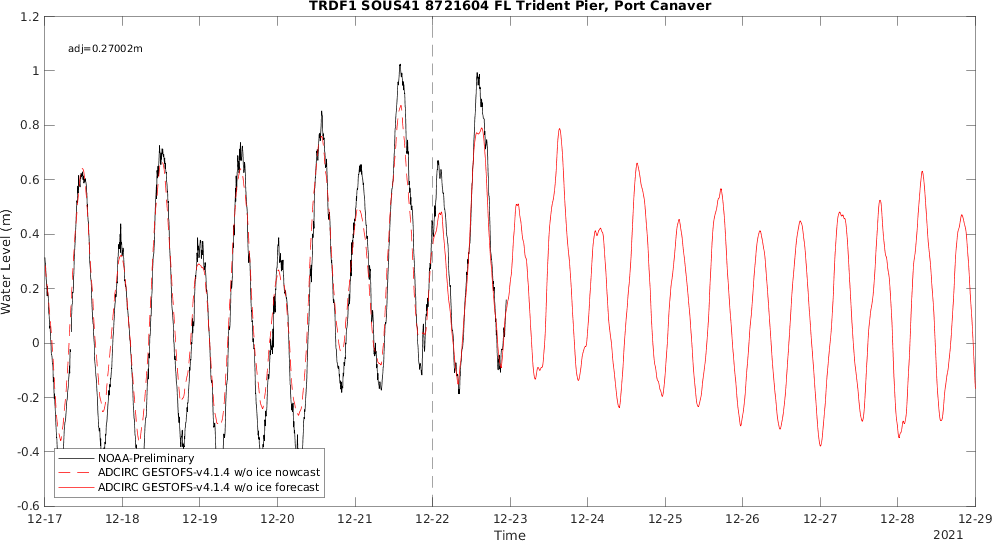 TRDF1 SOUS41 8721604 FL Trident Pier, Port Canaver
adj=0.27002m
1.2
1
0.8
0.6
0.4
0.2
0
-0.2
-0.4
-0.6
Water Level (m)
NOAA-Preliminary
ADCIRC GESTOFS-v4.1.4 w/o ice nowcast
ADCIRC GESTOFS-v4.1.4 w/o ice forecast
12-17 12-18 12-19 12-20 12-21 12-22 12-23 12-24 12-25 12-26 12-27 12-28 12-29
Time
2021